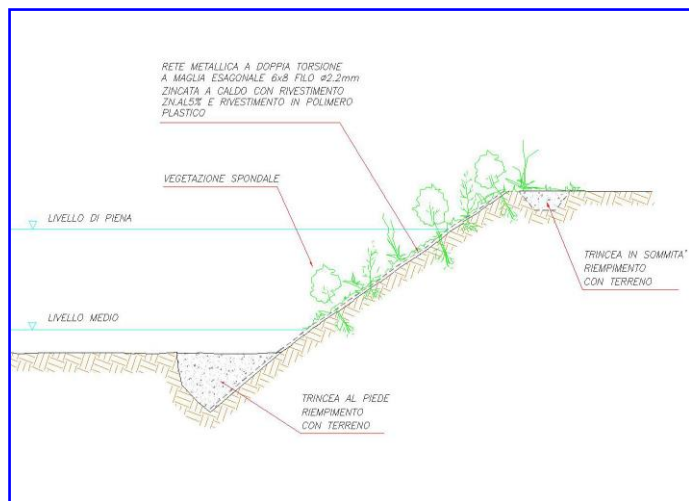 RETE METALLICA A DOPPIA TORSIONE
A MAGLIA ESAGONALE 6x8 FILO ø2.2mm
ZINCATA A CALDO CON RIVESTIMENTO
ZN.AL5% E RIVESTIMENTO IN POLIMERO
PLASTICO
VEGETAZIONE SPONDALE
LIVELLO DI PIENA
TRINCEA IN SOMMITA'
RIEMPIMENTO
CON TERRENO
LIVELLO MEDIO
TRINCEA AL PIEDE
RIEMPIMENTO
CON TERRENO